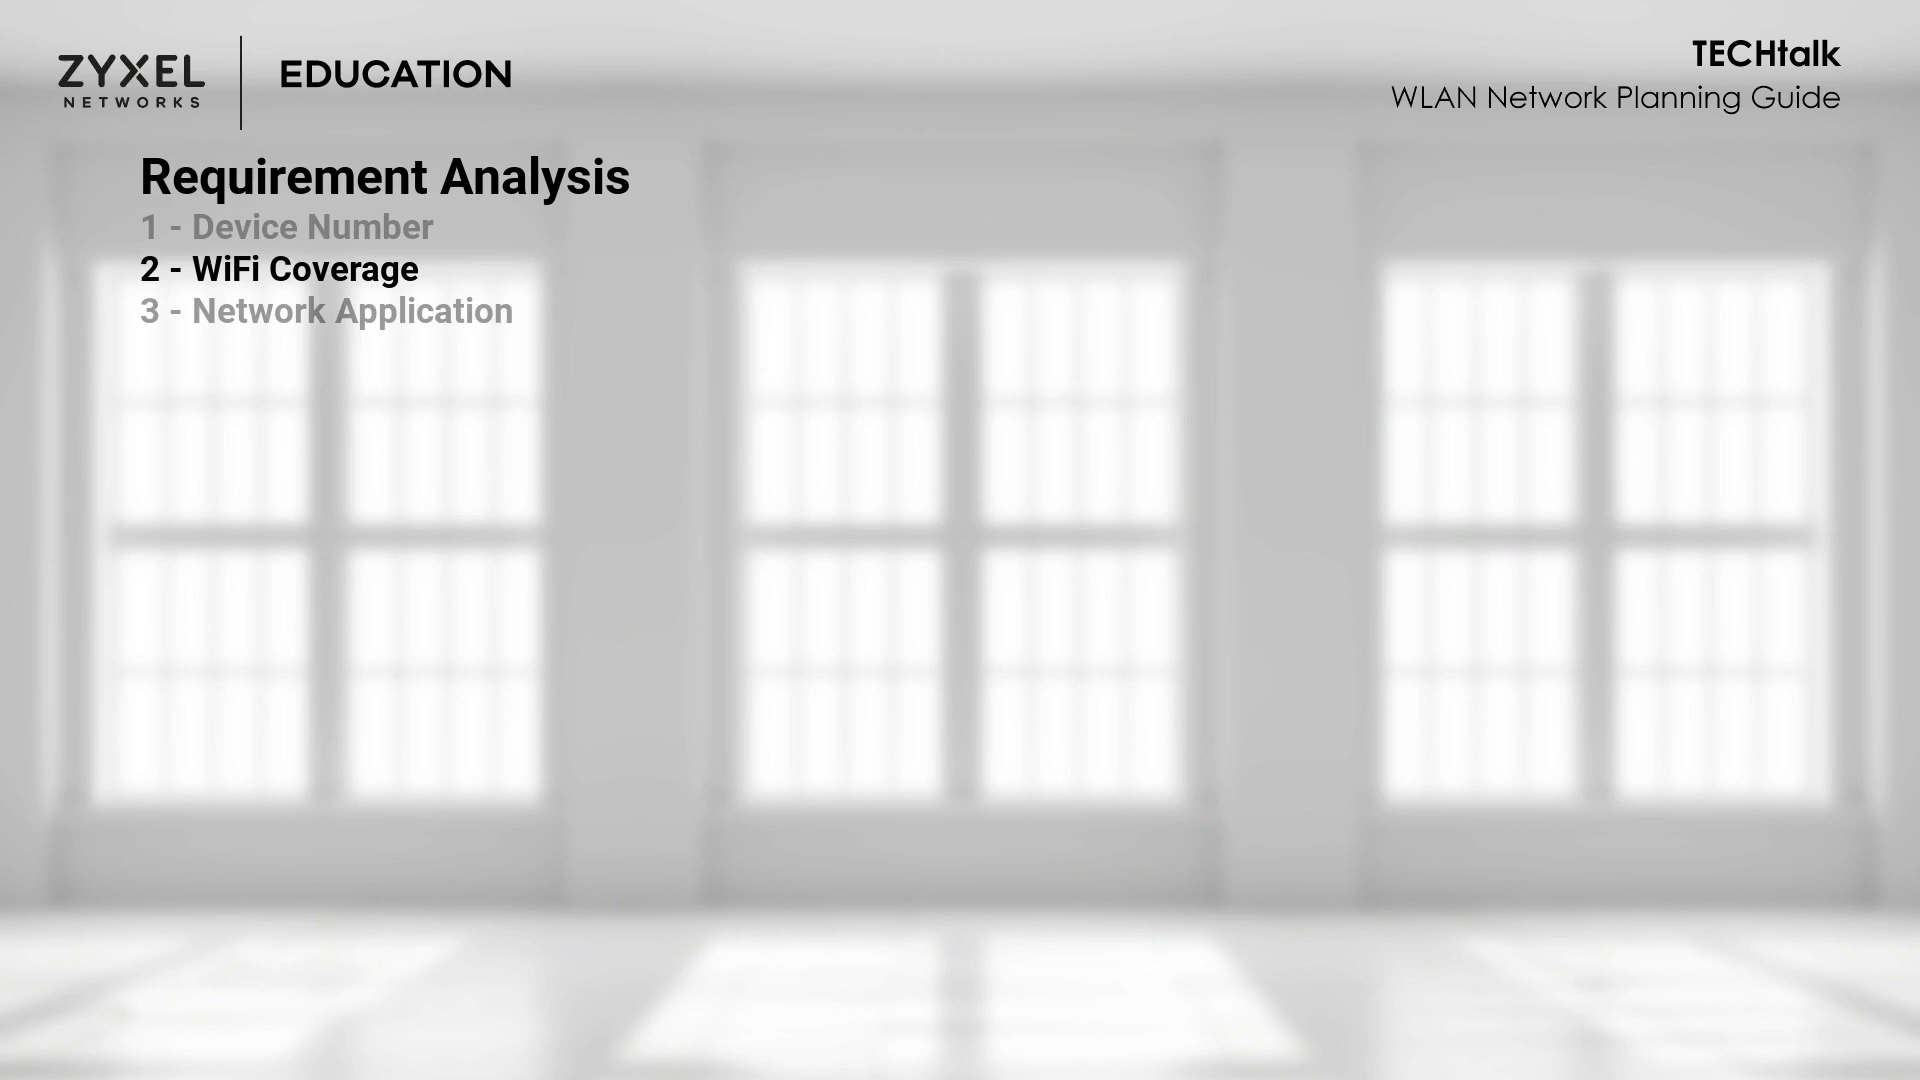 ZYXEL
NETWORKS
EDUCATION
TECHtalk
WLAN Network Planning Guide
Requirement Analysis
1 - Device Number
2 - WiFi Coverage
3 - Network Application